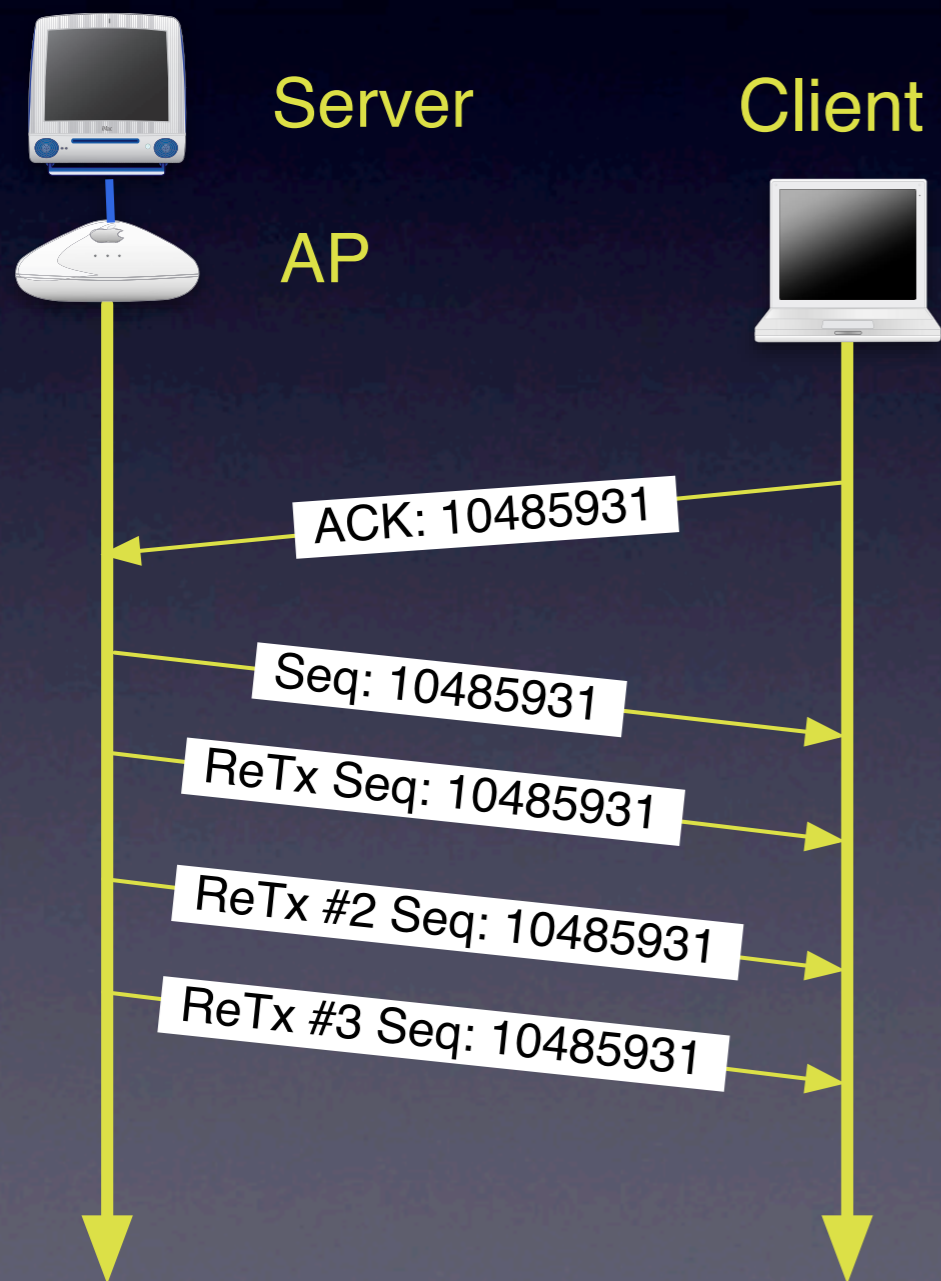 Server
Client
AP
ACK: 10485931
Seq: 10485931
ReTx Seq: 10485931
ReTx #2 Seq: 10485931
ReTx #3 Seq: 10485931